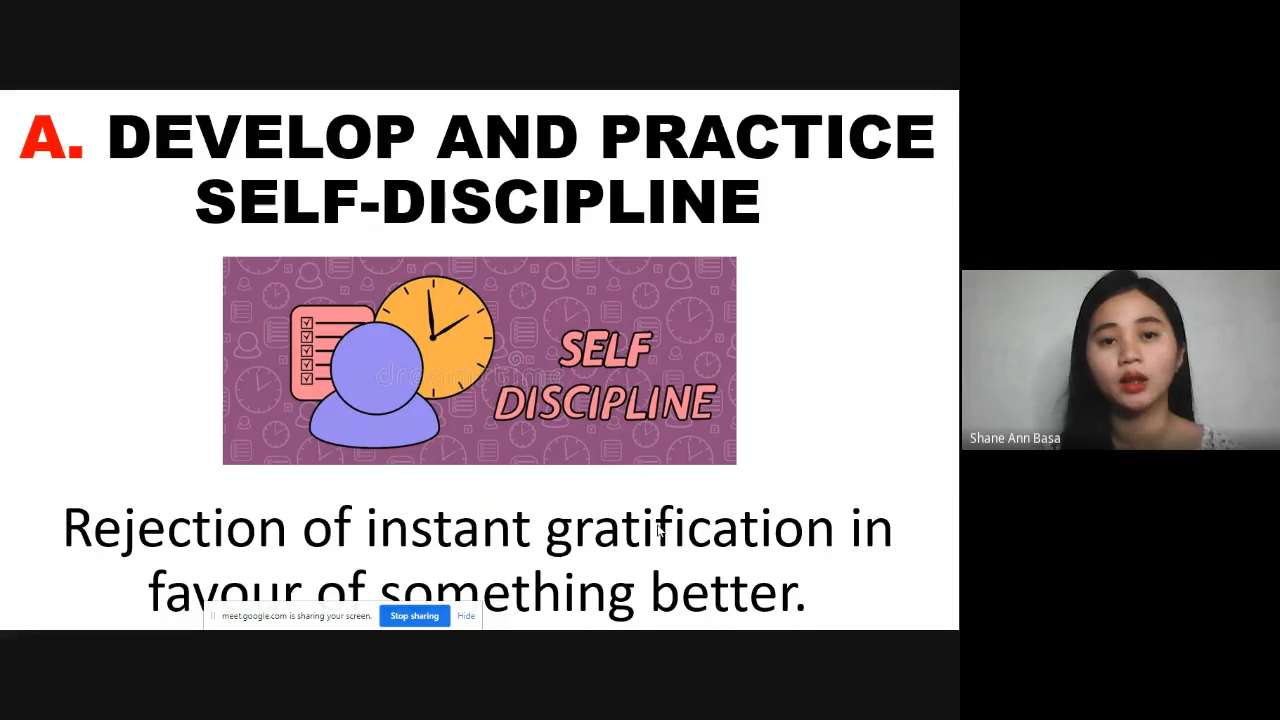 A. DEVELOP AND PRACTICE
SELF-DISCIPLINE
SELF
DISCIPLINE
dreamstime
Rejection of instant gratification in
favour of something better.
meet.google.com is sharing your screen.
Stop sharing
Hide
Shane Ann Basa